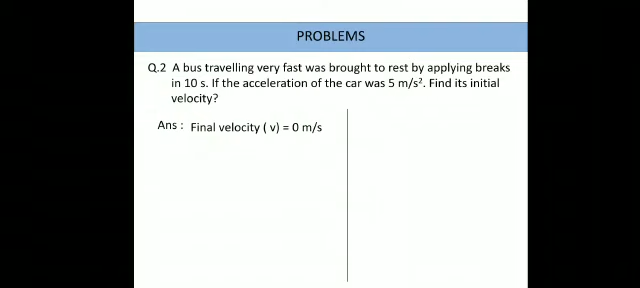 PROBLEMS
Q.2 A bus travelling very fast was brought to rest by applying breaks
in 10 s. If the acceleration of the car was 5 m/s². Find its initial
velocity?
Ans : Final velocity ( v) = 0 m/s